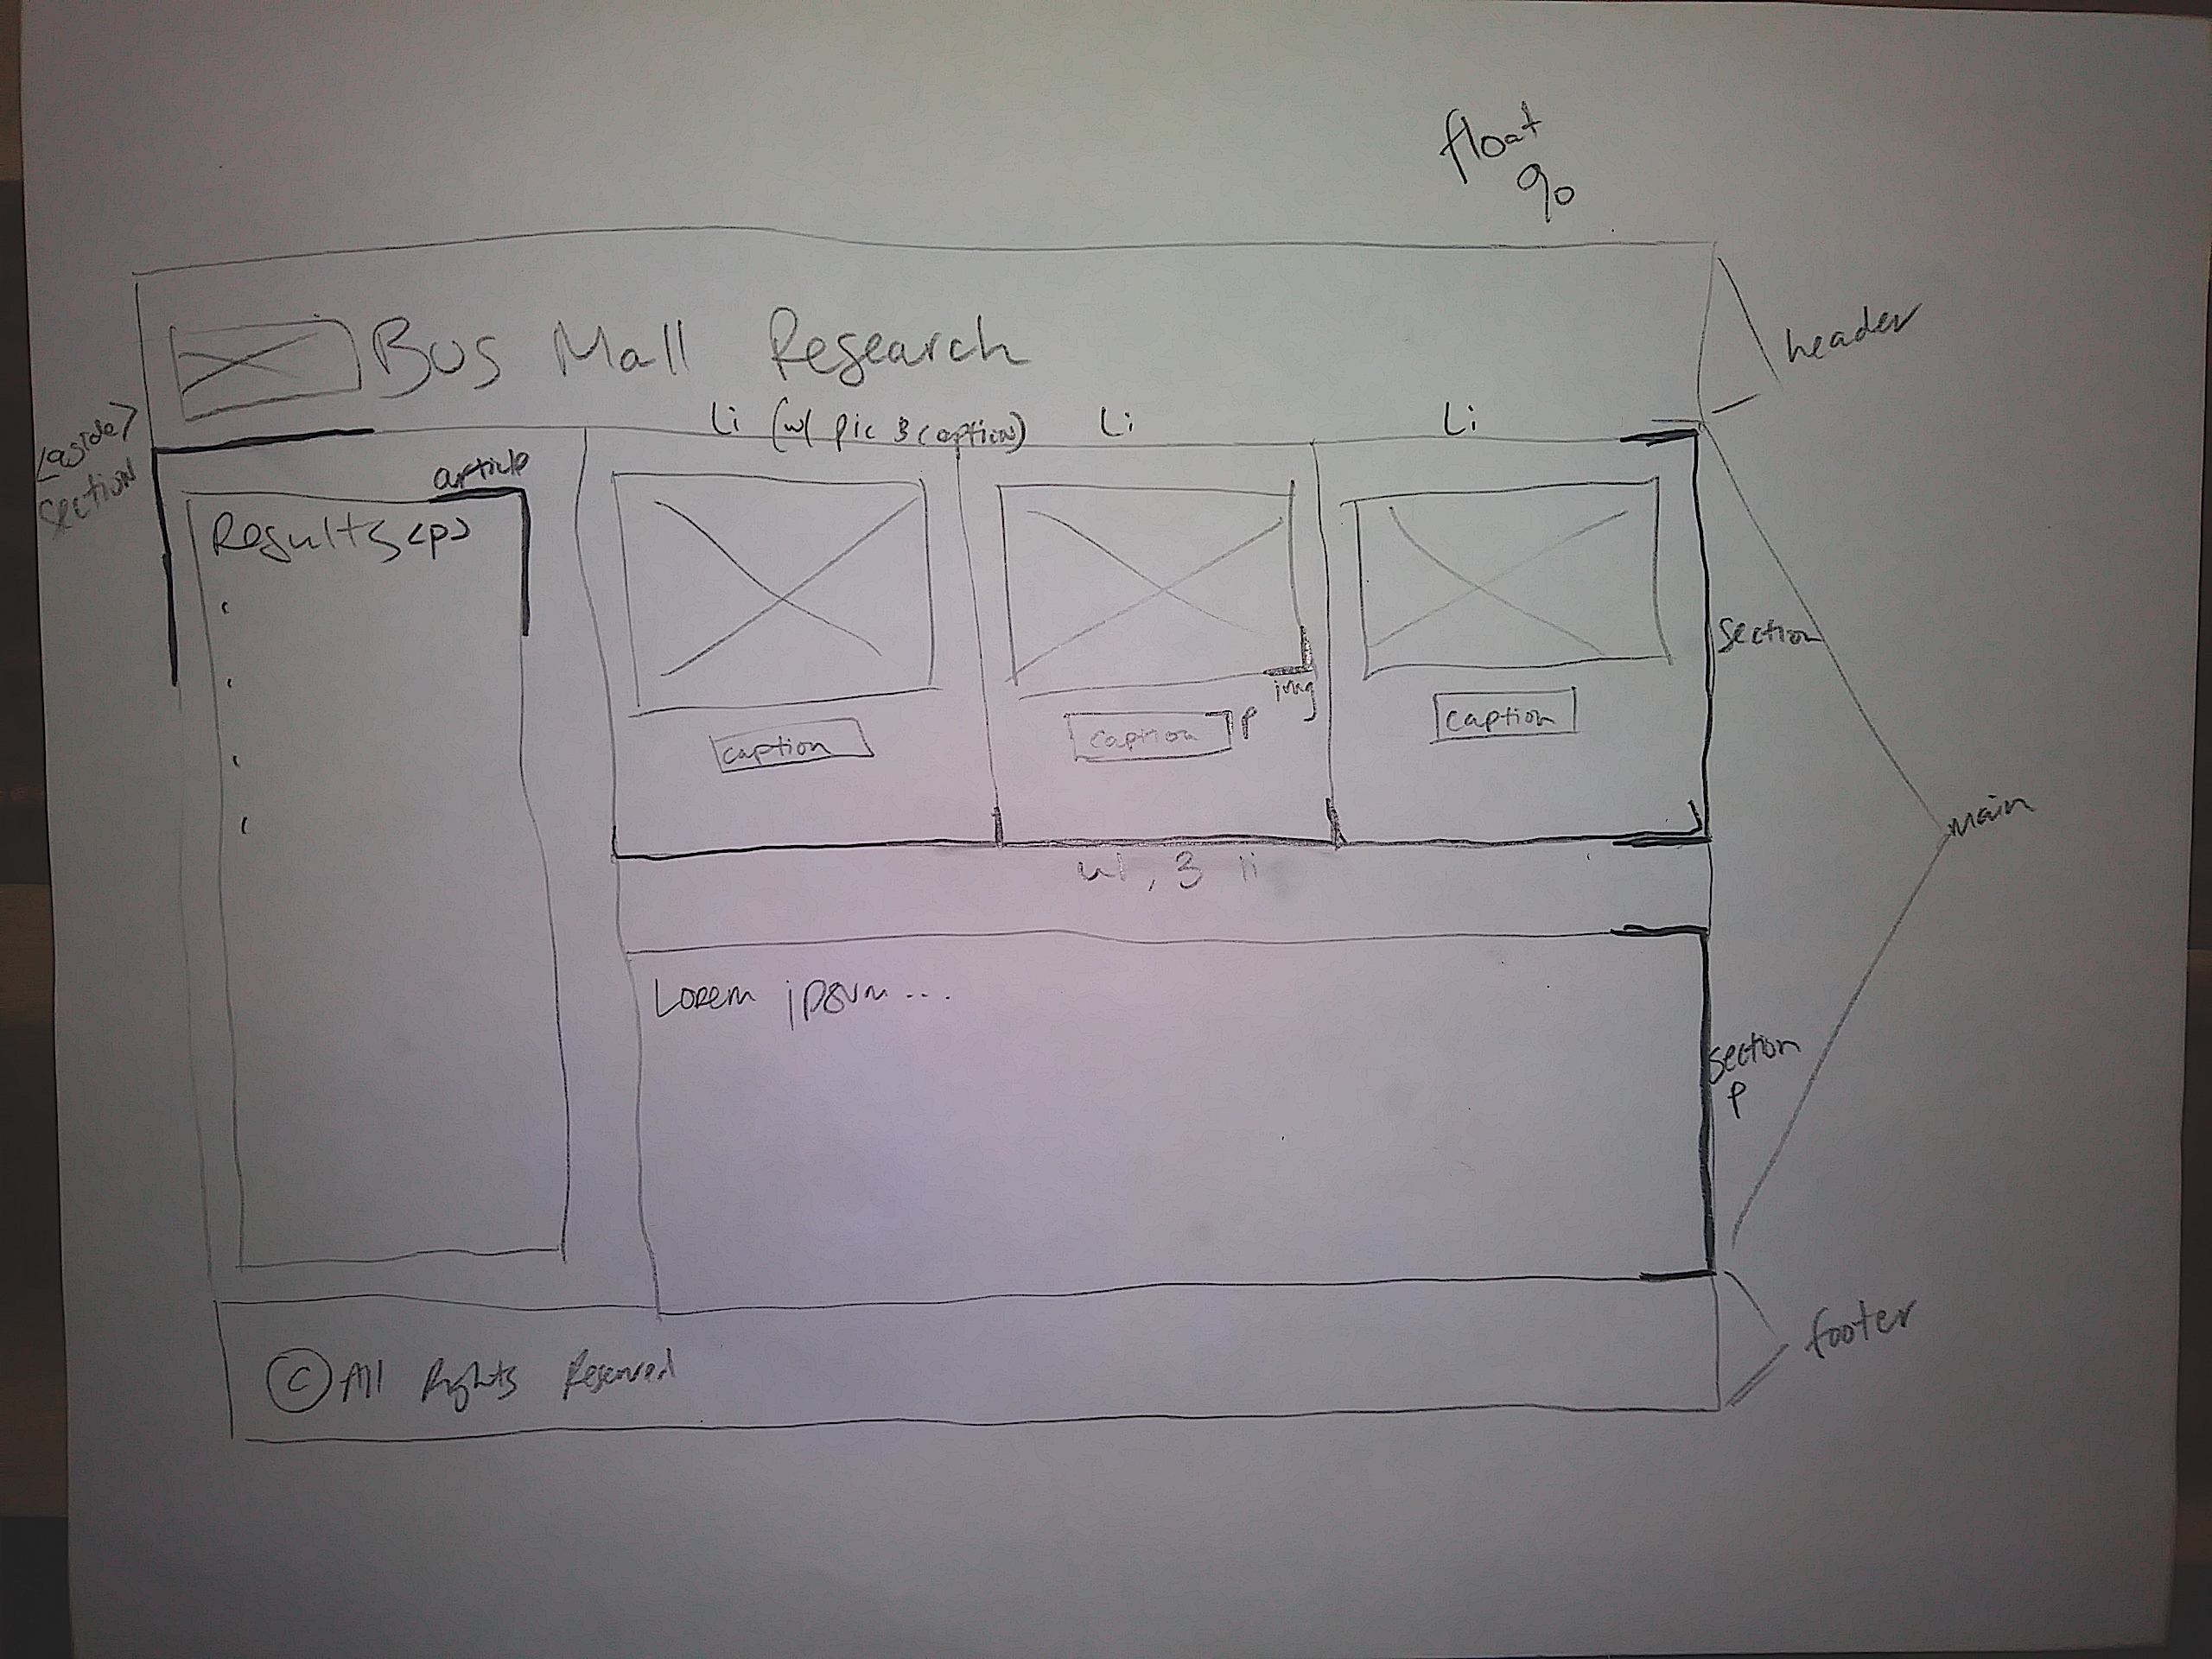 float
%
Bus Mall Research
header
Li (w/ pic & caption)
Li
Li
<aside>
section
article
Results <p>
section
img
caption
caption
p
caption
main
ul, 3 li
Lorem ipsum...
section
p
© All Rights Reserved
footer